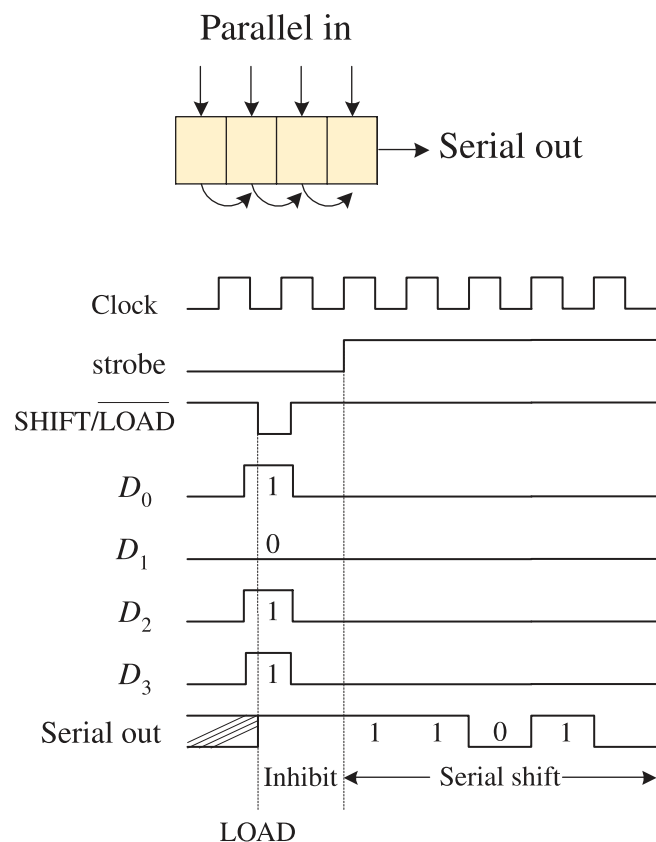 Parallel in
Serial out
Clock
strobe
SHIFT/LOAD
D0 1
D1 0
D2 1
D3 1
Serial out 1 1 0 1
Inhibit Serial shift
LOAD